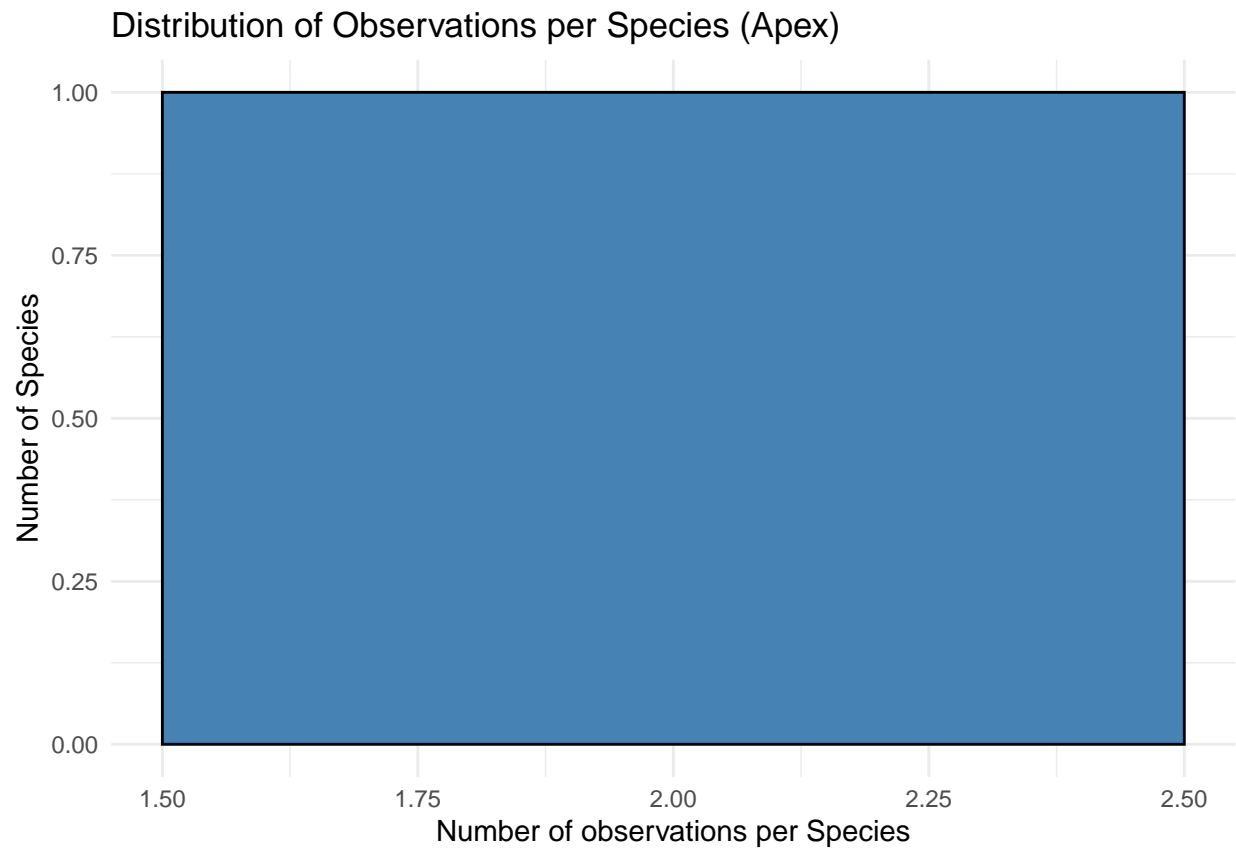 Distribution of Observations per Species (Apex)
1.00
0.75
0.50
0.25
0.00
Number of Species
1.50 1.75 2.00 2.25 2.50
Number of observations per Species